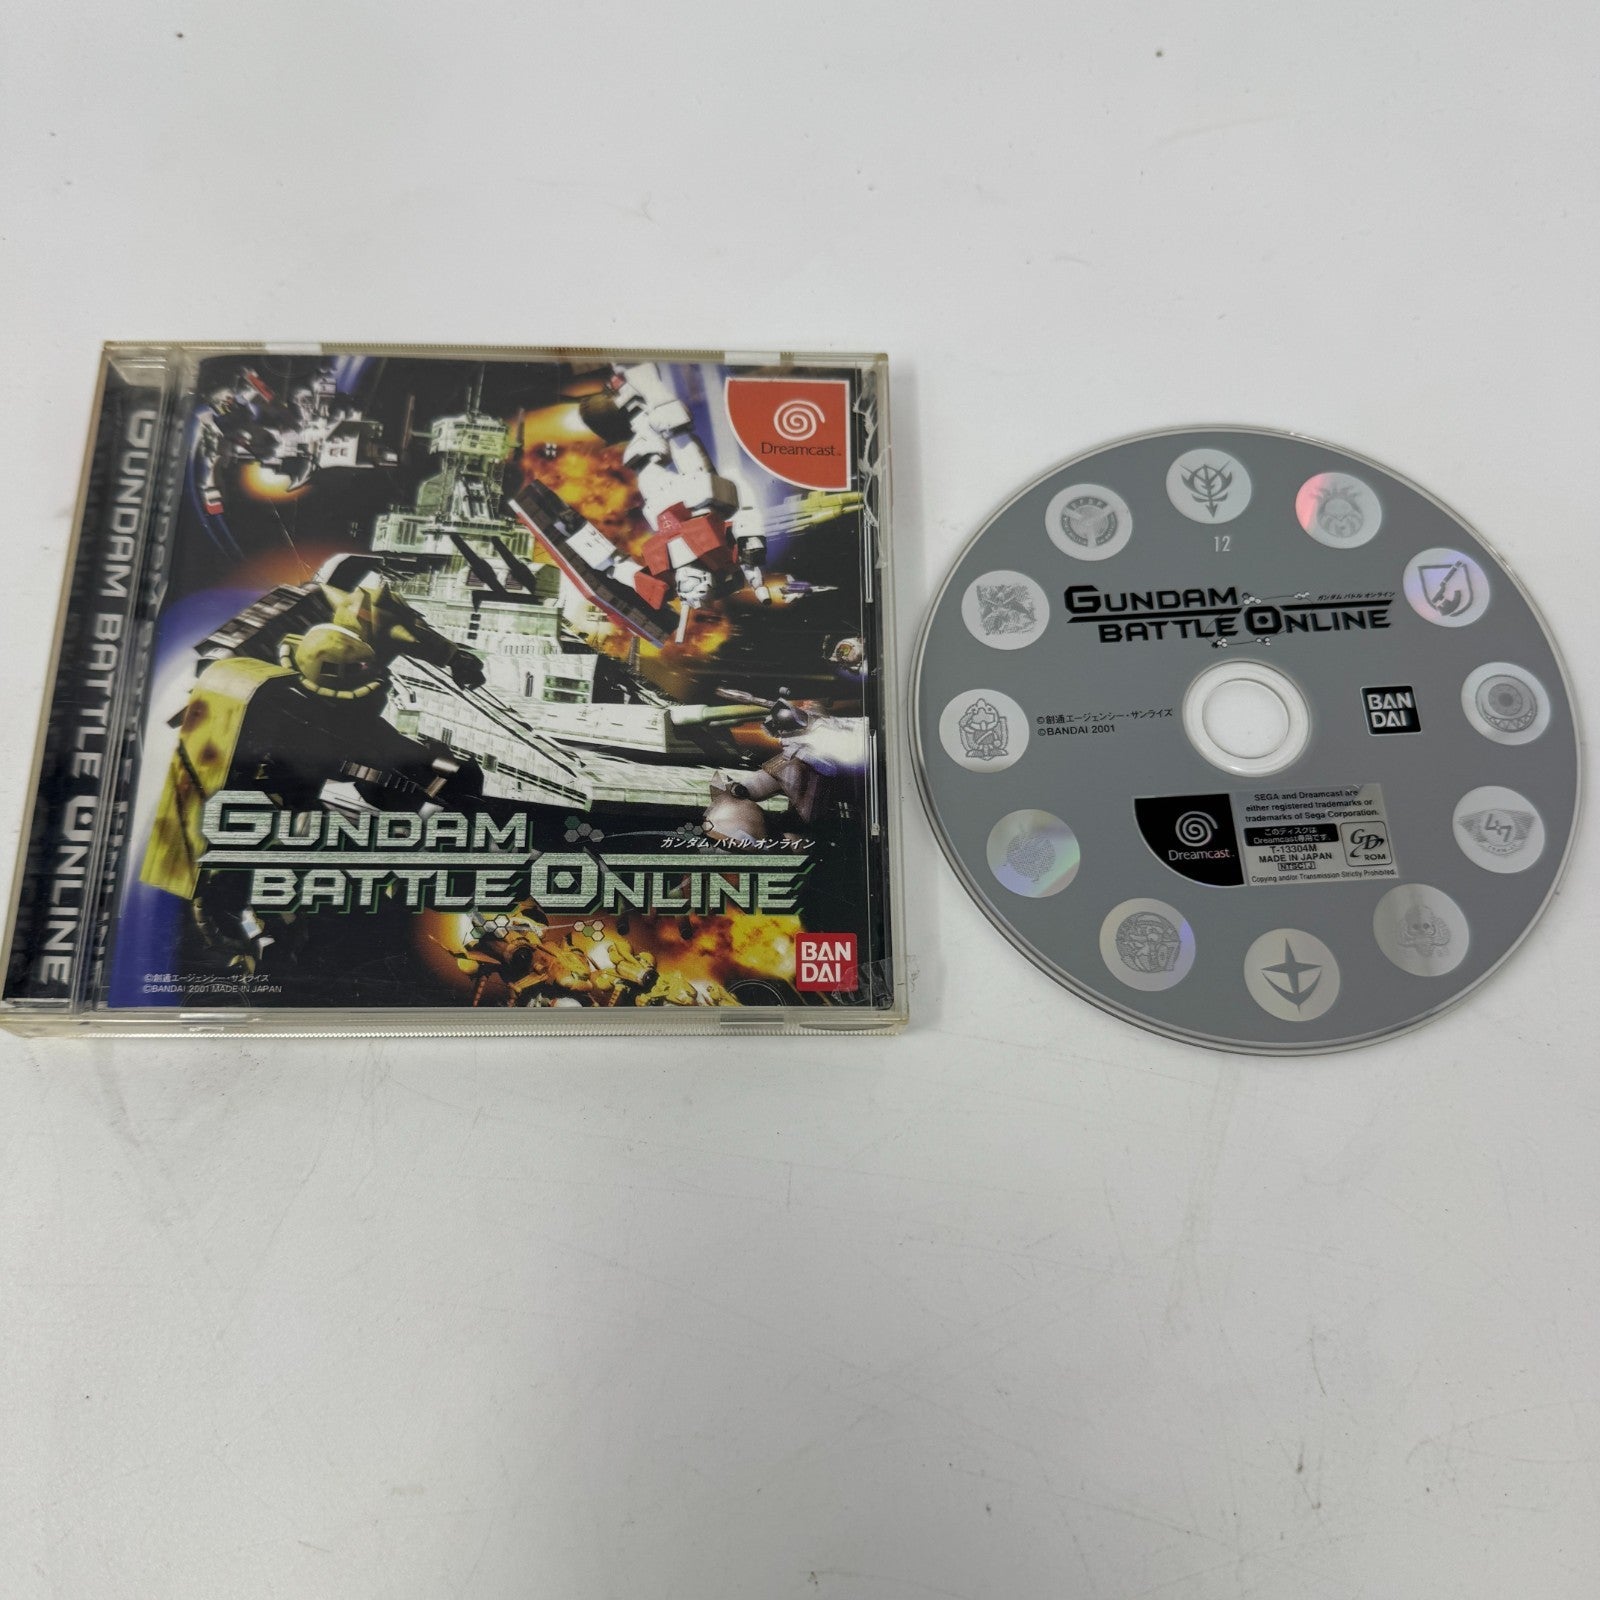 GUNDAM BATTLE ONLINE
Dreamcast™
GUNDAM
ガンダム バトル オンライン
BATTLE ONLINE
©創通エージェンシー・サンライズ
©BANDAI 2001 MADE IN JAPAN
BAN
DAI
12
GUNDAM
ガンダム バトル オンライン
BATTLE ONLINE
©創通エージェンシー・サンライズ
©BANDAI 2001
BAN
DAI
Dreamcast™
SEGA and Dreamcast are
either registered trademarks or
trademarks of Sega Corporation.
このディスクは
Dreamcast専用です。
T-13304M
MADE IN JAPAN
NTSC J
GD
ROM
Copying and/or Transmission Strictly Prohibited.